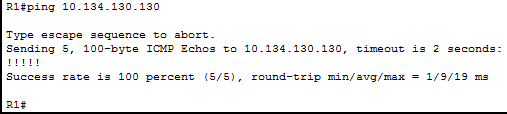 R1#ping 10.134.130.130
Type escape sequence to abort.
Sending 5, 100-byte ICMP Echos to 10.134.130.130, timeout is 2 seconds:
!!!!!
Success rate is 100 percent (5/5), round-trip min/avg/max = 1/9/19 ms
R1#